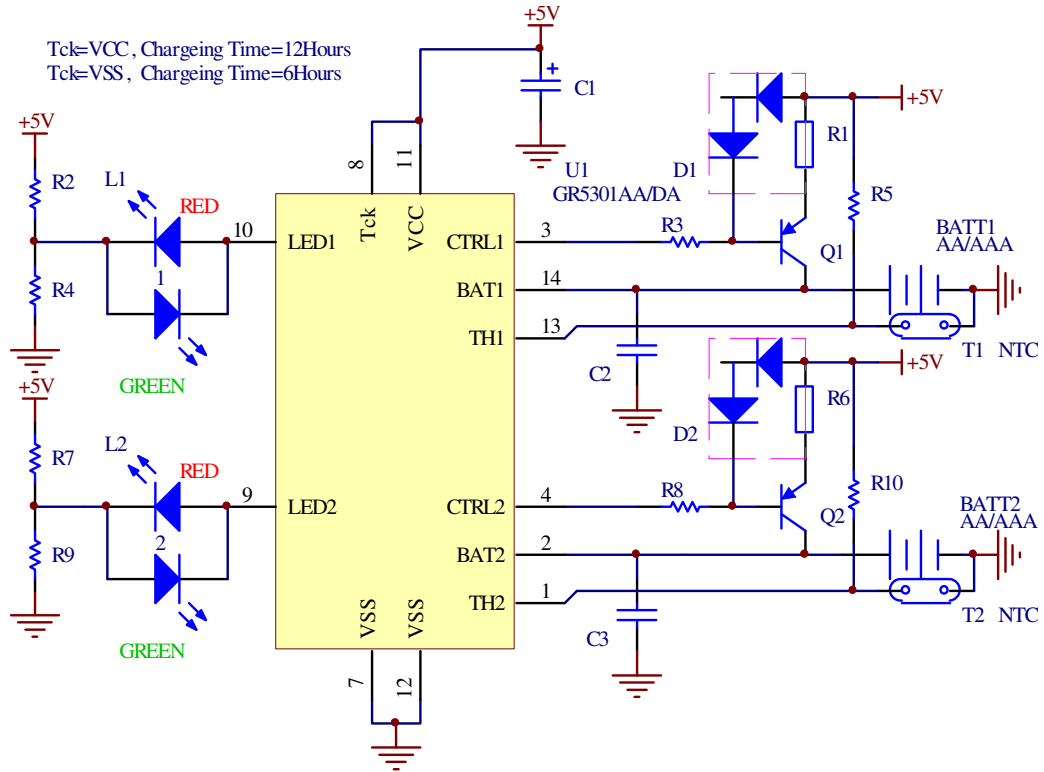 +5V
Tck=VCC , Chargeing Time=12Hours
Tck=VSS , Chargeing Time=6Hours
+
C1
+5V
+5V
8
11
R1
U1
D1
GR5301AA/DA
R2
L1
RED
R5
10
LED1
Tck
VCC
CTRL1
3
R3
Q1
BATT1
AA/AAA
R4
1
BAT1
14
TH1
13
T1 NTC
C2
+5V
+5V
GREEN
R6
D2
L2
R7
RED
R8
R10
9
LED2
CTRL2
4
Q2
BATT2
AA/AAA
R9
2
BAT2
2
TH2
1
T2 NTC
C3
GREEN
VSS
VSS
7
12